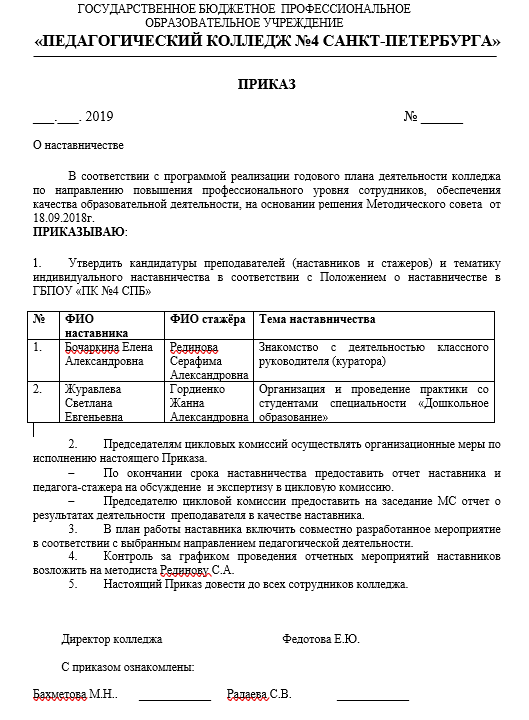 ГОСУДАРСТВЕННОЕ БЮДЖЕТНОЕ ПРОФЕССИОНАЛЬНОЕ
ОБРАЗОВАТЕЛЬНОЕ УЧРЕЖДЕНИЕ
«ПЕДАГОГИЧЕСКИЙ КОЛЛЕДЖ №4 САНКТ-ПЕТЕРБУРГА»
ПРИКАЗ
___.___. 2019 № ______
О наставничестве
В соответствии с программой реализации годового плана деятельности колледжа
по направлению повышения профессионального уровня сотрудников, обеспечения
качества образовательной деятельности, на основании решения Методического совета от
18.09.2018г.
ПРИКАЗЫВАЮ:
1. Утвердить кандидатуры преподавателей (наставников и стажеров) и тематику
индивидуального наставничества в соответствии с Положением о наставничестве в
ГБПОУ «ПК №4 СПБ»
№ ФИО наставника ФИО стажёра Тема наставничества
1. Бочаркина Елена Александровна Рединова Серафима Александровна Знакомство с деятельностью классного руководителя (куратора)
2. Журавлева Светлана Евгеньевна Гордиенко Жанна Александровна Организация и проведение практики со студентами специальности «Дошкольное образование»
2. Председателям цикловых комиссий осуществлять организационные меры по
исполнению настоящего Приказа.
– По окончании срока наставничества предоставить отчет наставника и
педагога-стажера на обсуждение и экспертизу в цикловую комиссию.
– Председателю цикловой комиссии предоставить на заседание МС отчет о
результатах деятельности преподавателя в качестве наставника.
3. В план работы наставника включить совместно разработанное мероприятие
в соответствии с выбранным направлением педагогической деятельности.
4. Контроль за графиком проведения отчетных мероприятий наставников
возложить на методиста Рединову С.А.
5. Настоящий Приказ довести до всех сотрудников колледжа.
Директор колледжа Федотова Е.Ю.
С приказом ознакомлены:
Бахметова М.Н.. ___________ Радаева С.В. ___________